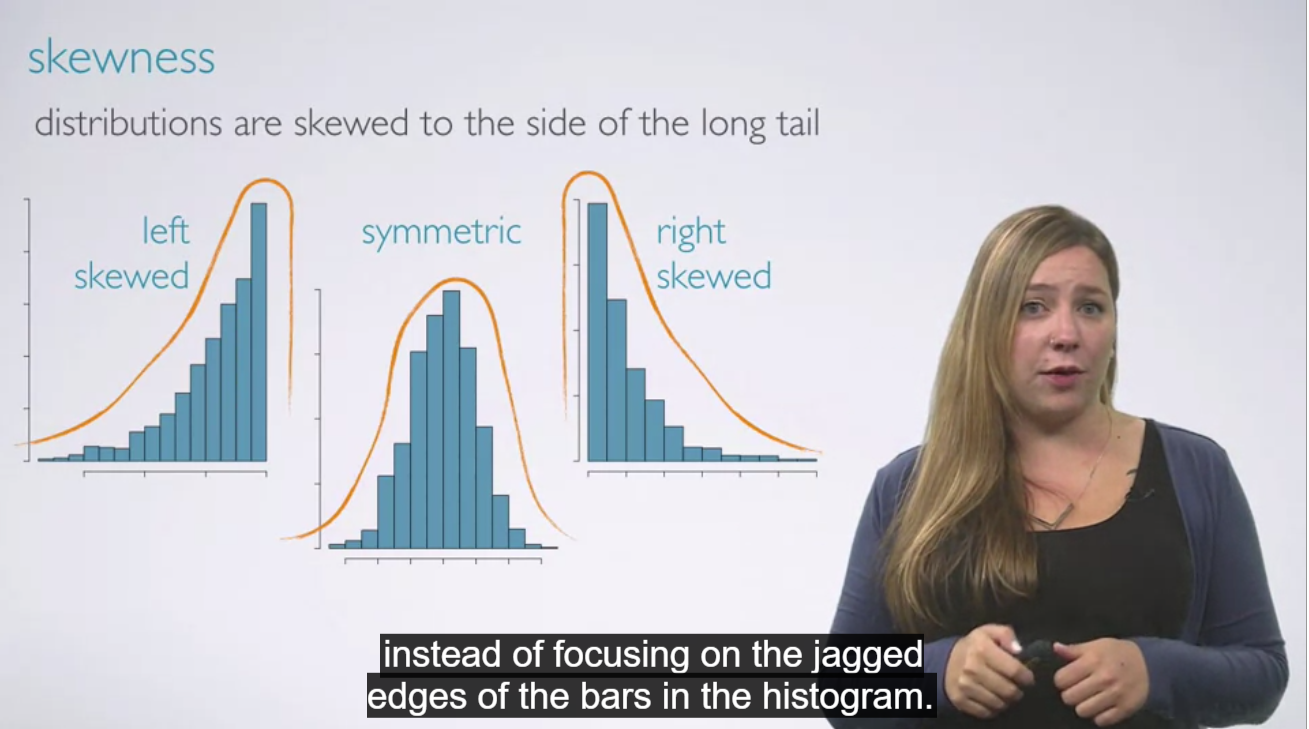 skewness
distributions are skewed to the side of the long tail
left
skewed
symmetric
right
skewed
instead of focusing on the jagged
edges of the bars in the histogram.